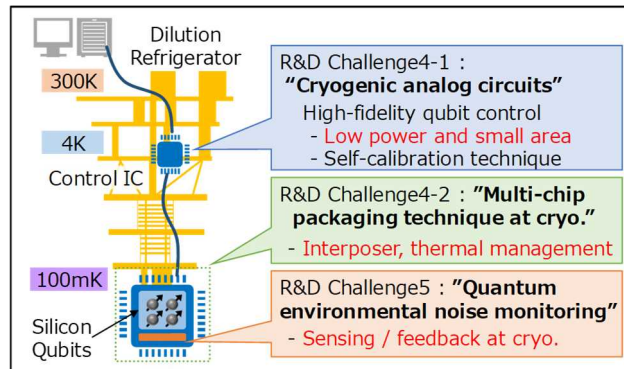 Dilution
Refrigerator
300K
4K
Control IC
100mK
Silicon
Qubits
R&D Challenge4-1 :
“Cryogenic analog circuits”
High-fidelity qubit control
- Low power and small area
- Self-calibration technique
R&D Challenge4-2 : ”Multi-chip
packaging technique at cryo.”
- Interposer, thermal management
R&D Challenge5 : ”Quantum
environmental noise monitoring”
- Sensing / feedback at cryo.